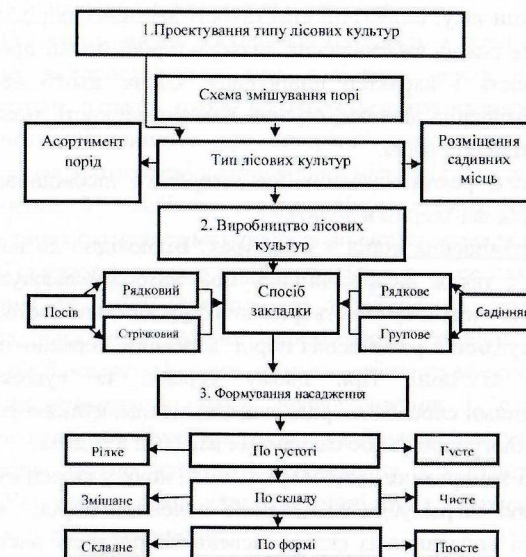 1.Проектування типу лісових культур
Схема змішування порід
Асортимент
порід
Тип лісових культур
Розміщення
садивних
місць
2. Виробництво лісових
культур
Посів
Рядковий
Стрічковий
Спосіб
закладки
Рядкове
Групове
Садіння
3. Формування насадження
Рілке
По густоті
Густе
Змішане
По складу
Чисте
Складне
По формі
Просте